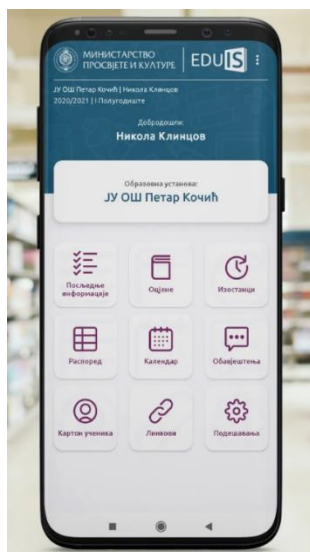 МИНИСТАРСТВО
ПРОСВЈЕТЕ И КУЛТУРЕ
EDUIS
ЈУ ОШ Петар Кочић | Никола Клинцов
2020/2021 | I Полугодиште
Добродошли:
Никола Клинцов
Образовна установа:
ЈУ ОШ Петар Кочић
Посљедње
информације
Оцјене
Изостанци
Распоред
Календар
Обавјештења
Картон ученика
Линкови
Подешавања